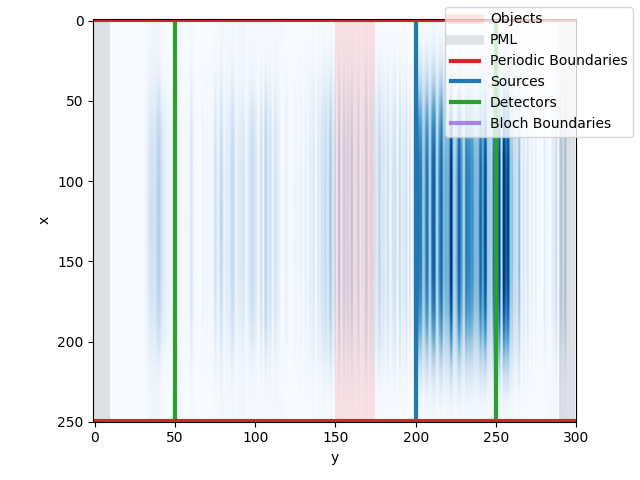 Objects
PML
Periodic Boundaries
Sources
Detectors
Bloch Boundaries
0
50
100
150
200
250
x
0 50 100 150 200 250 300
y